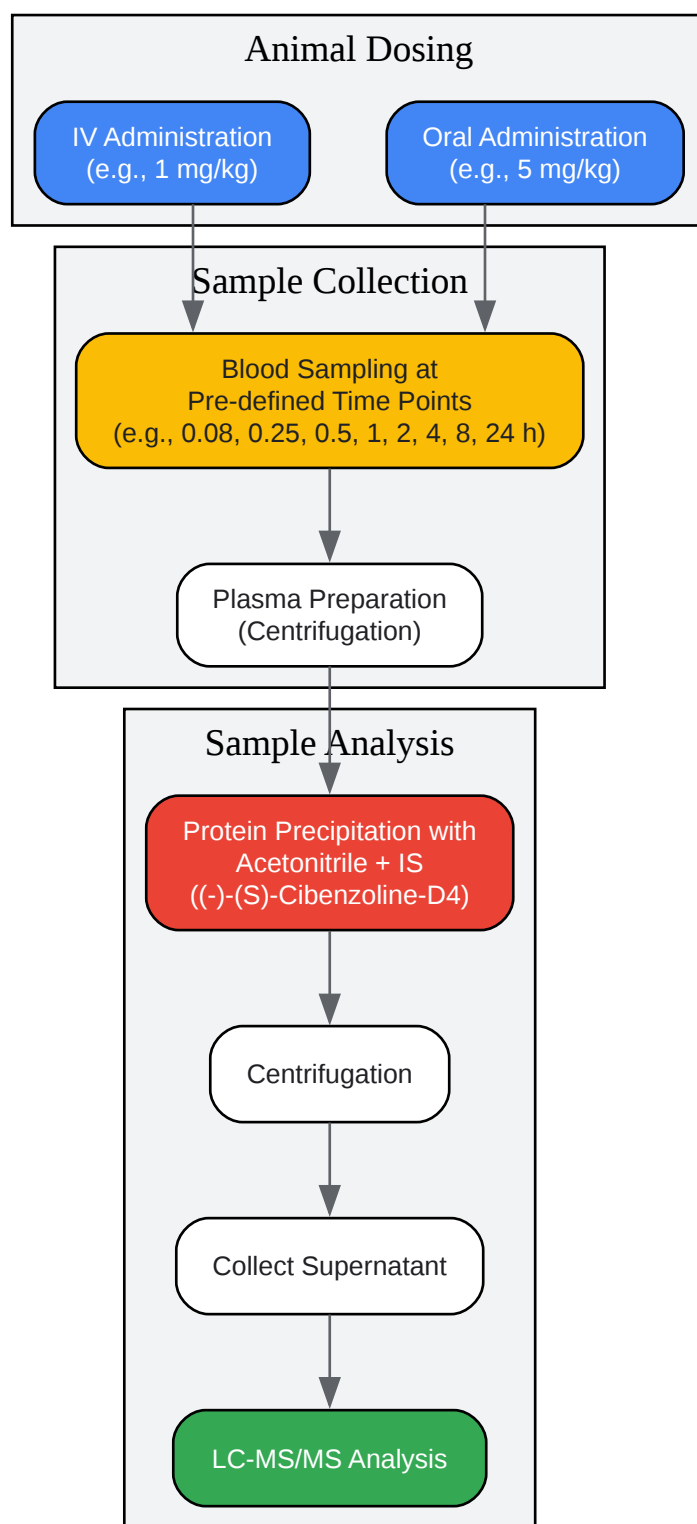 Animal Dosing
IV Administration
(e.g., 1 mg/kg)
Oral Administration
(e.g., 5 mg/kg)
Sample Collection
Blood Sampling at
Pre-defined Time Points
(e.g., 0.08, 0.25, 0.5, 1, 2, 4, 8, 24 h)
Plasma Preparation
(Centrifugation)
Sample Analysis
Protein Precipitation with
Acetonitrile + IS
((-)-(S)-Cibenzoline-D4)
Centrifugation
Collect Supernatant
LC-MS/MS Analysis